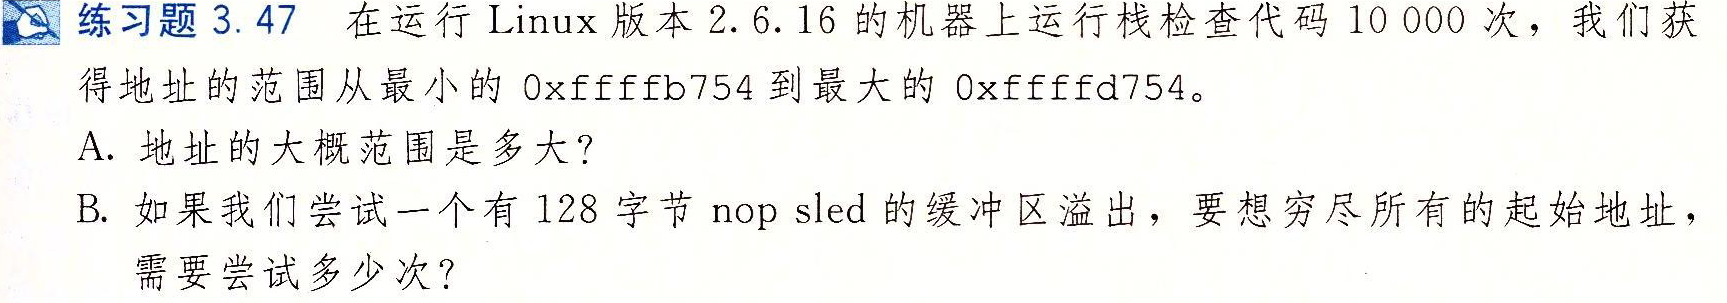 练习题 3.47 在运行 Linux 版本 2.6.16 的机器上运行栈检查代码 10 000 次，我们获
得地址的范围从最小的 0xffffb754 到最大的 0xffffd754。
A. 地址的大概范围是多大？
B. 如果我们尝试一个有 128 字节 nop sled 的缓冲区溢出，要想穷尽所有的起始地址，
需要尝试多少次？